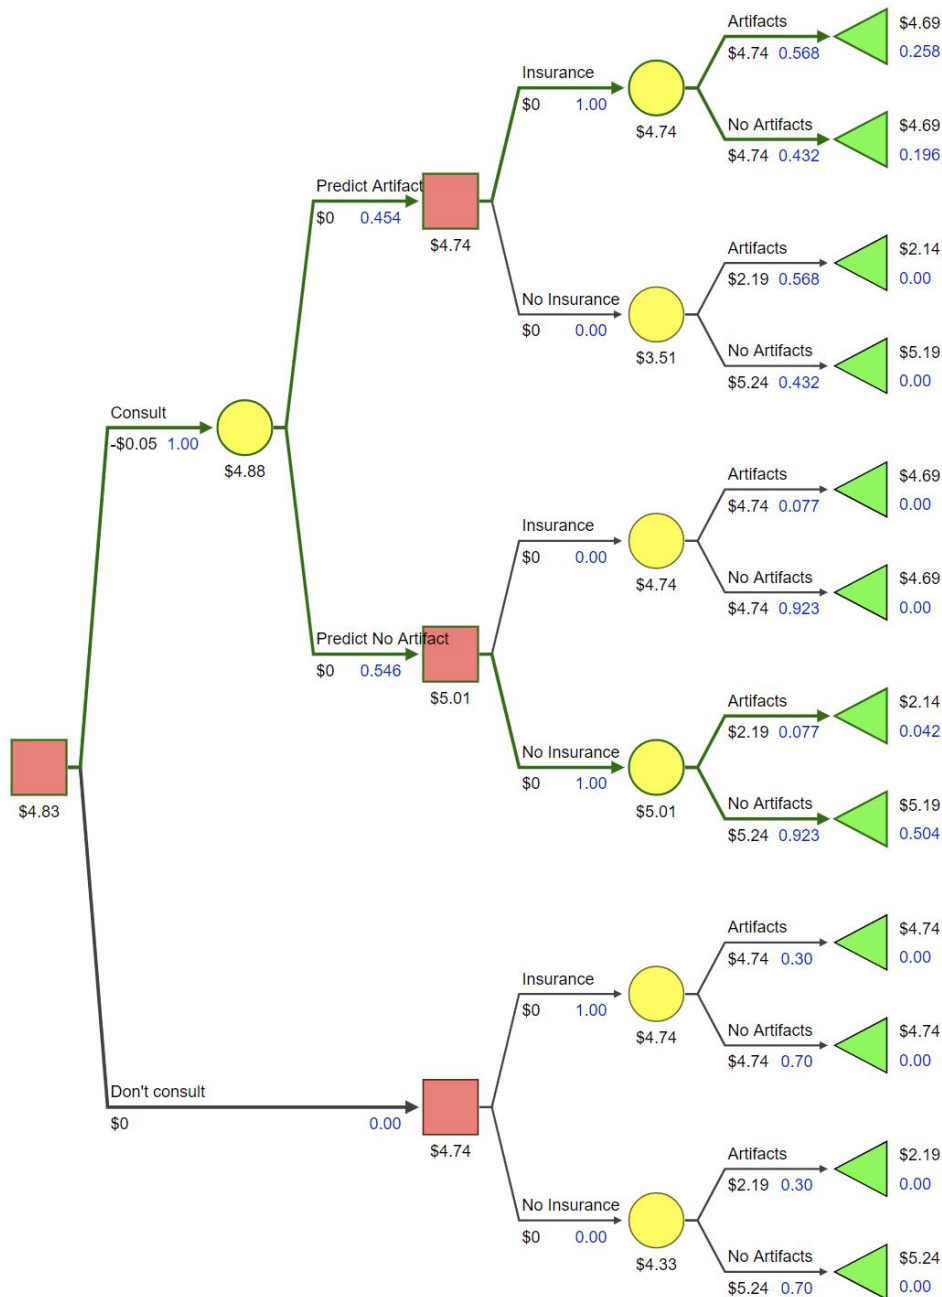 Artifacts
$4.74 0.568
$4.69
0.258
Insurance
$0 1.00
$4.74
No Artifacts
$4.74 0.432
$4.69
0.196
Predict Artifact
$0 0.454
$4.74
Artifacts
$2.19 0.568
$2.14
0.00
No Insurance
$0 0.00
$3.51
No Artifacts
$5.24 0.432
$5.19
0.00
Consult
-$0.05 1.00
$4.88
Artifacts
$4.74 0.077
$4.69
0.00
Insurance
$0 0.00
$4.74
No Artifacts
$4.74 0.923
$4.69
0.00
Predict No Artifact
$0 0.546
$5.01
Artifacts
$2.19 0.077
$2.14
0.042
No Insurance
$0 1.00
$5.01
No Artifacts
$5.24 0.923
$5.19
0.504
$4.83
Artifacts
$4.74 0.30
$4.74
0.00
Insurance
$0 1.00
$4.74
No Artifacts
$4.74 0.70
$4.74
0.00
Don't consult
$0 0.00
$4.74
Artifacts
$2.19 0.30
$2.19
0.00
No Insurance
$0 0.00
$4.33
No Artifacts
$5.24 0.70
$5.24
0.00